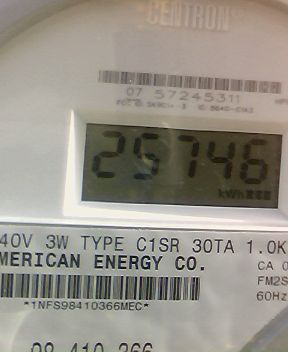 CENTRON
07 57245311
25746
kWh
40V 3W TYPE C1SR 30TA 1.0K
MERICAN ENERGY CO.
CA 0
FM2S
60Hz
*1NFS98410366MEC*
98 410 366